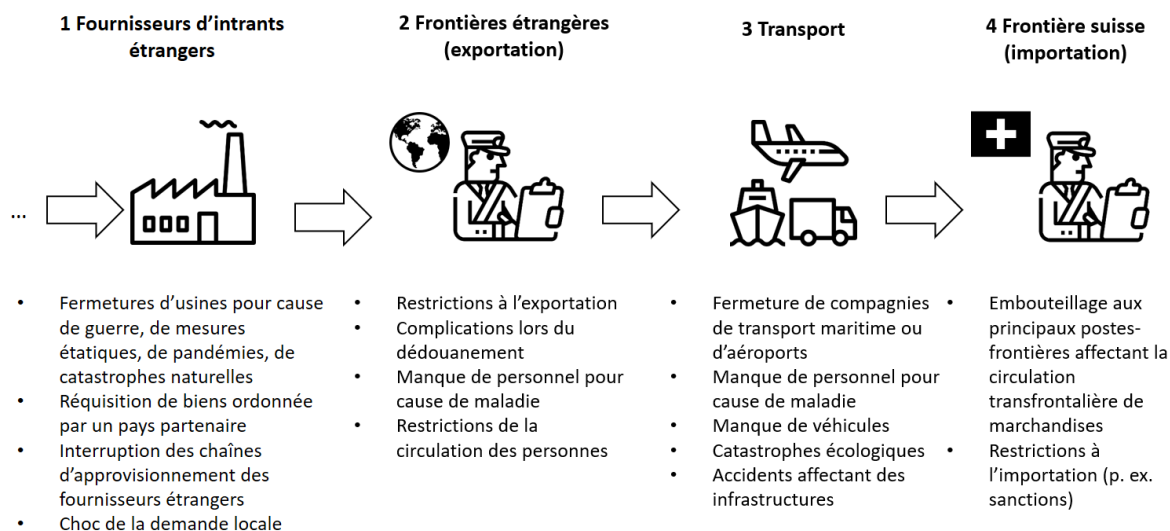 1 Fournisseurs d’intrants
étrangers
2 Frontières étrangères
(exportation)
3 Transport
4 Frontière suisse
(importation)
...
• Fermetures d’usines pour cause
de guerre, de mesures
étatiques, de pandémies, de
catastrophes naturelles
• Réquisition de biens ordonnée
par un pays partenaire
• Interruption des chaînes
d’approvisionnement des
fournisseurs étrangers
• Choc de la demande locale
• Restrictions à l’exportation
• Complications lors du
dédouanement
• Manque de personnel pour
cause de maladie
• Restrictions de la
circulation des personnes
• Fermeture de compagnies
de transport maritime ou
d’aéroports
• Manque de personnel pour
cause de maladie
• Manque de véhicules
• Catastrophes écologiques
• Accidents affectant des
infrastructures
• Embouteillage aux
principaux postes-
frontières affectant la
circulation
transfrontalière de
marchandises
• Restrictions à
l’importation (p. ex.
sanctions)